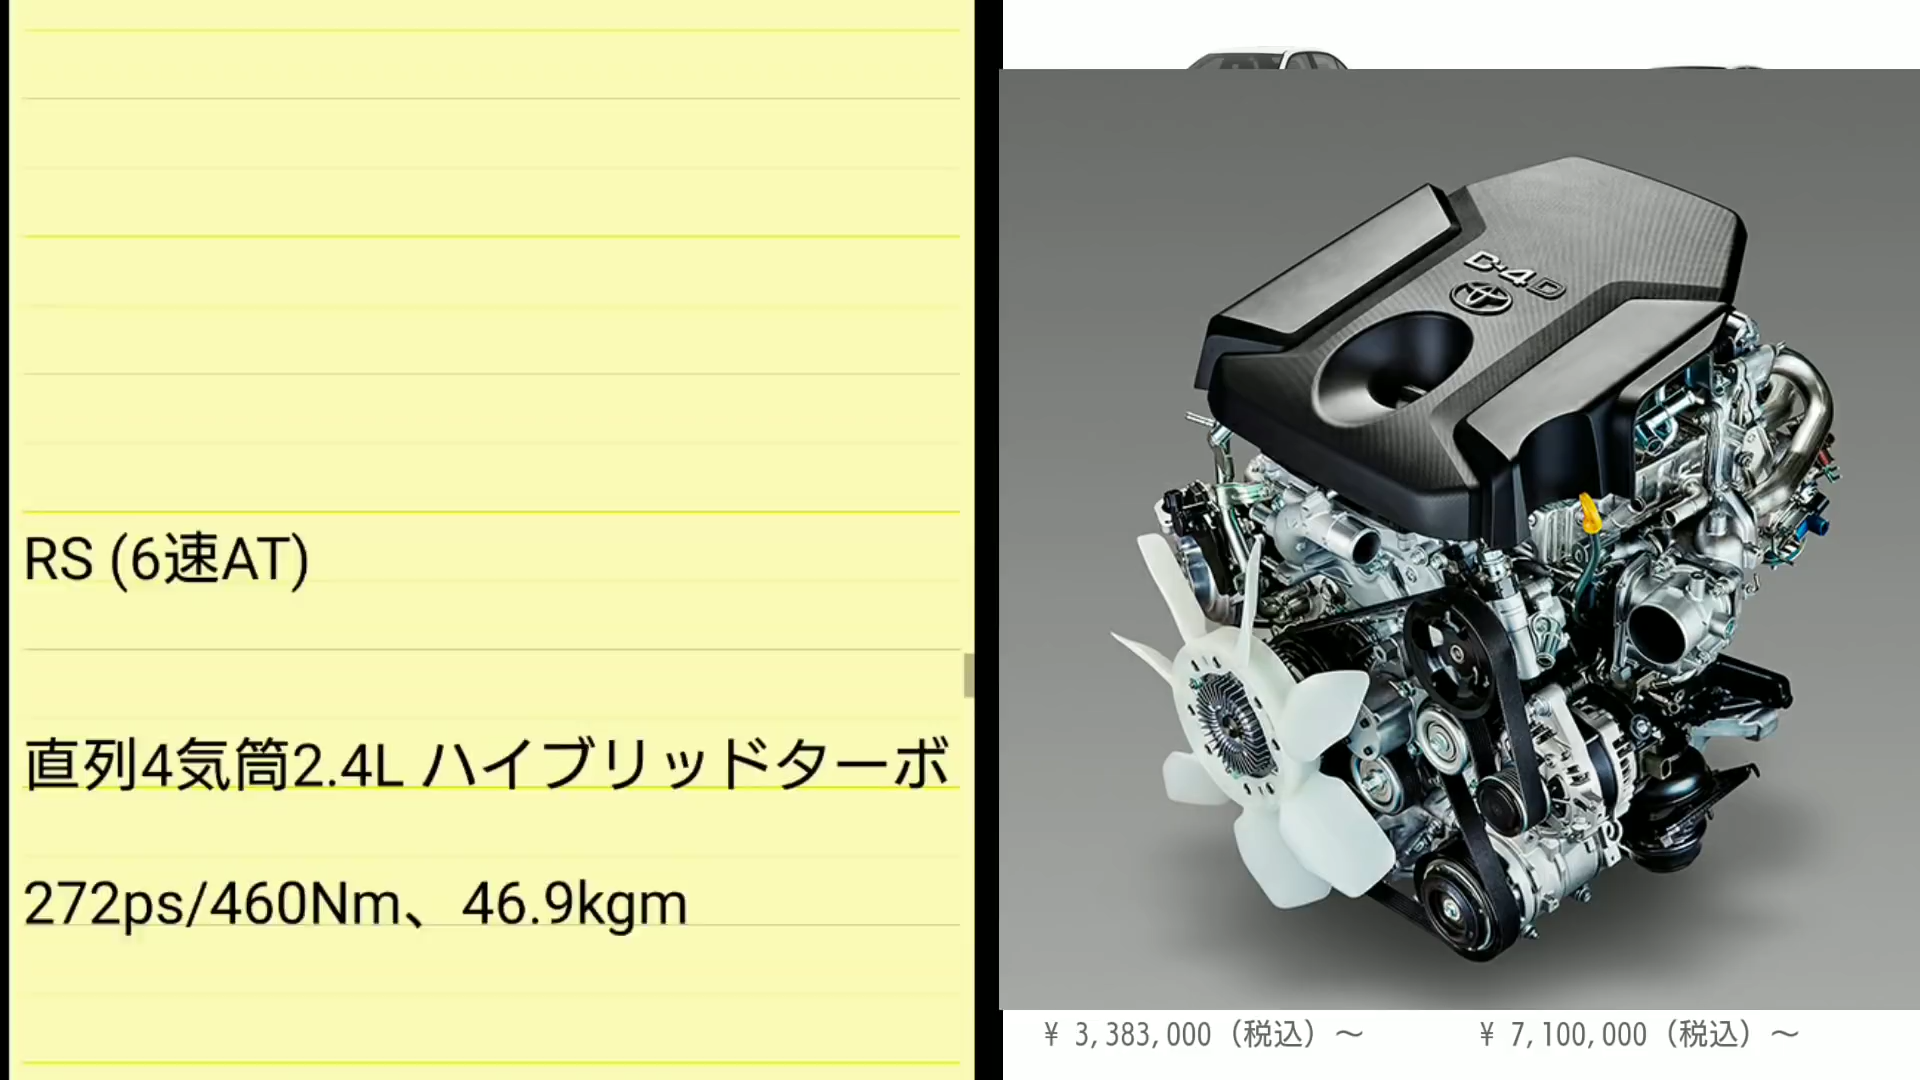 RS (6速AT)
直列4気筒2.4L ハイブリッドターボ
272ps/460Nm、46.9kgm
D-4D
¥ 3,383,000（税込）～
¥ 7,100,000（税込）～